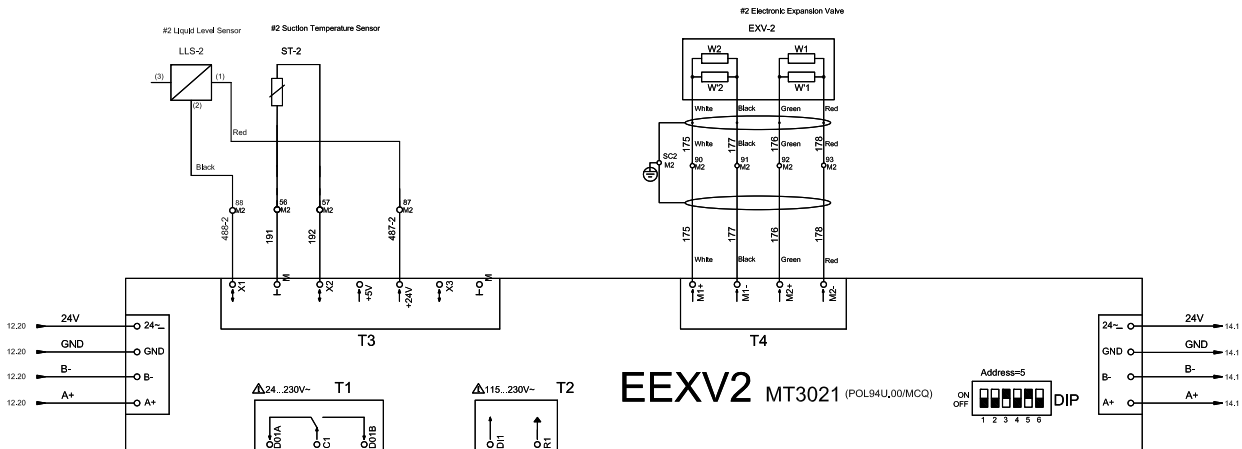 #2 Electronic Expansion Valve
EXV-2
#2 Liquid Level Sensor
#2 Suction Temperature Sensor
LLS-2
ST-2
W2
W1
W'2
W'1
(3)
(1)
(2)
White
Black
Green
Red
Red
Black
175
White
177
Black
176
Green
178
Red
SC2
M2
90
M2
91
M2
92
M2
93
M2
88
M2
56
M2
57
M2
87
M2
488-2
191
192
487-2
175
177
176
178
White
Black
Green
Red
X1
M
X2
+5V
+24V
X3
M
M1+
M1-
M2+
M2-
T3
T4
12.20
24V
24~
12.20
GND
GND
12.20
B-
B-
12.20
A+
A+
24~
24V
14.1
GND
GND
14.1
B-
B-
14.1
A+
A+
14.1
24...230V~
T1
115...230V~
T2
EEXV2 MT3021 (POL94U.00/MCQ)
Address=5
ON
OFF
DIP
1 2 3 4 5 6
D01A
C1
D01B
DI1
R1